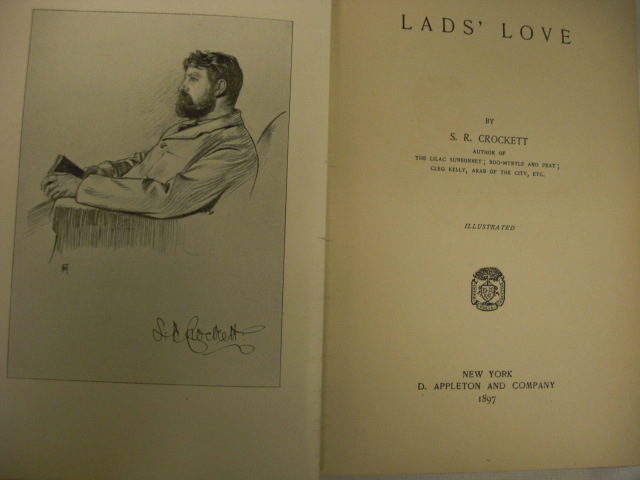 S. R. Crockett.
LADS' LOVE
BY
S. R. CROCKETT
AUTHOR OF
THE LILAC SUNBONNET; BOG-MYRTLE AND PEAT;
CLEG KELLY, ARAB OF THE CITY, ETC.
ILLUSTRATED
NEW YORK
D. APPLETON AND COMPANY
1897